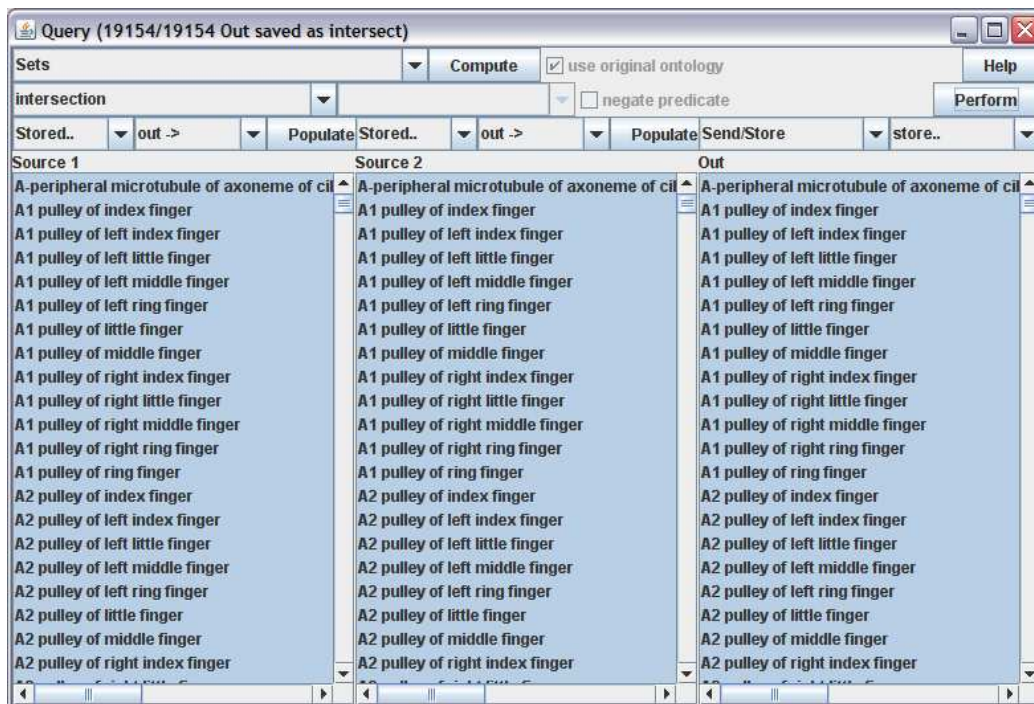 Query (19154/19154 Out saved as intersect)
Sets Compute use original ontology Help
intersection negate predicate Perform
Stored.. out -> Populate Stored.. out -> Populate Send/Store store..
Source 1 Source 2 Out
A-peripheral microtubule of axoneme of cil A-peripheral microtubule of axoneme of cil A-peripheral microtubule of axoneme of cil
A1 pulley of index finger A1 pulley of index finger A1 pulley of index finger
A1 pulley of left index finger A1 pulley of left index finger A1 pulley of left index finger
A1 pulley of left little finger A1 pulley of left little finger A1 pulley of left little finger
A1 pulley of left middle finger A1 pulley of left middle finger A1 pulley of left middle finger
A1 pulley of left ring finger A1 pulley of left ring finger A1 pulley of left ring finger
A1 pulley of little finger A1 pulley of little finger A1 pulley of little finger
A1 pulley of middle finger A1 pulley of middle finger A1 pulley of middle finger
A1 pulley of right index finger A1 pulley of right index finger A1 pulley of right index finger
A1 pulley of right little finger A1 pulley of right little finger A1 pulley of right little finger
A1 pulley of right middle finger A1 pulley of right middle finger A1 pulley of right middle finger
A1 pulley of right ring finger A1 pulley of right ring finger A1 pulley of right ring finger
A1 pulley of ring finger A1 pulley of ring finger A1 pulley of ring finger
A2 pulley of index finger A2 pulley of index finger A2 pulley of index finger
A2 pulley of left index finger A2 pulley of left index finger A2 pulley of left index finger
A2 pulley of left little finger A2 pulley of left little finger A2 pulley of left little finger
A2 pulley of left middle finger A2 pulley of left middle finger A2 pulley of left middle finger
A2 pulley of left ring finger A2 pulley of left ring finger A2 pulley of left ring finger
A2 pulley of little finger A2 pulley of little finger A2 pulley of little finger
A2 pulley of middle finger A2 pulley of middle finger A2 pulley of middle finger
A2 pulley of right index finger A2 pulley of right index finger A2 pulley of right index finger